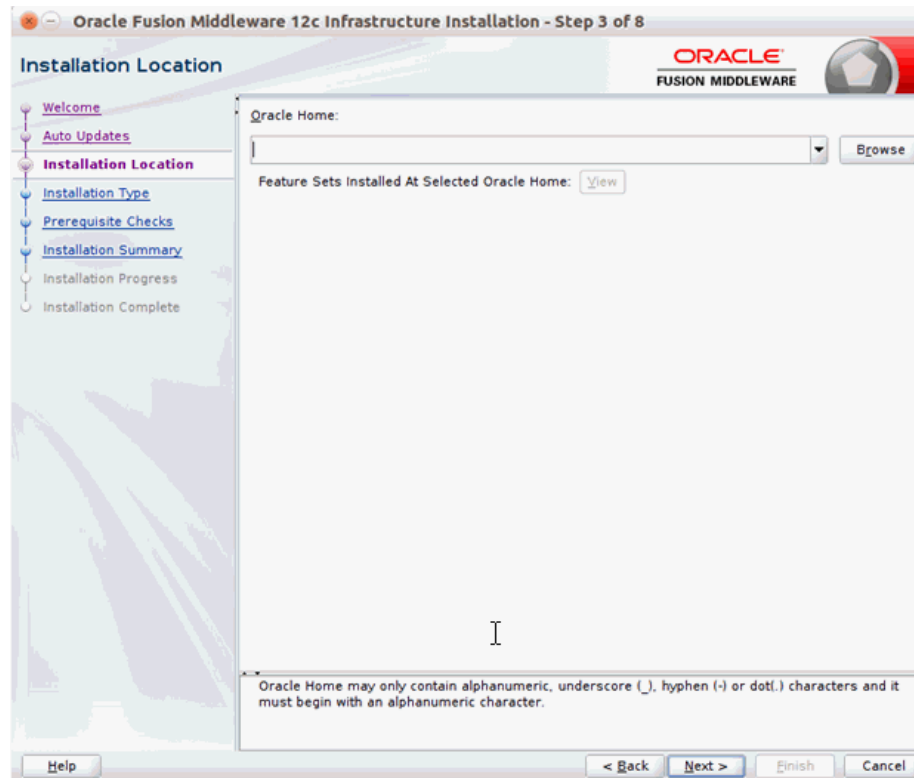 Oracle Fusion Middleware 12c Infrastructure Installation - Step 3 of 8
Installation Location
ORACLE
FUSION MIDDLEWARE
Welcome
Auto Updates
Installation Location
Installation Type
Prerequisite Checks
Installation Summary
Installation Progress
Installation Complete
Oracle Home:
Browse
Feature Sets Installed At Selected Oracle Home: View
Oracle Home may only contain alphanumeric, underscore (_), hyphen (-) or dot(.) characters and it
must begin with an alphanumeric character.
Help
< Back Next > Finish Cancel